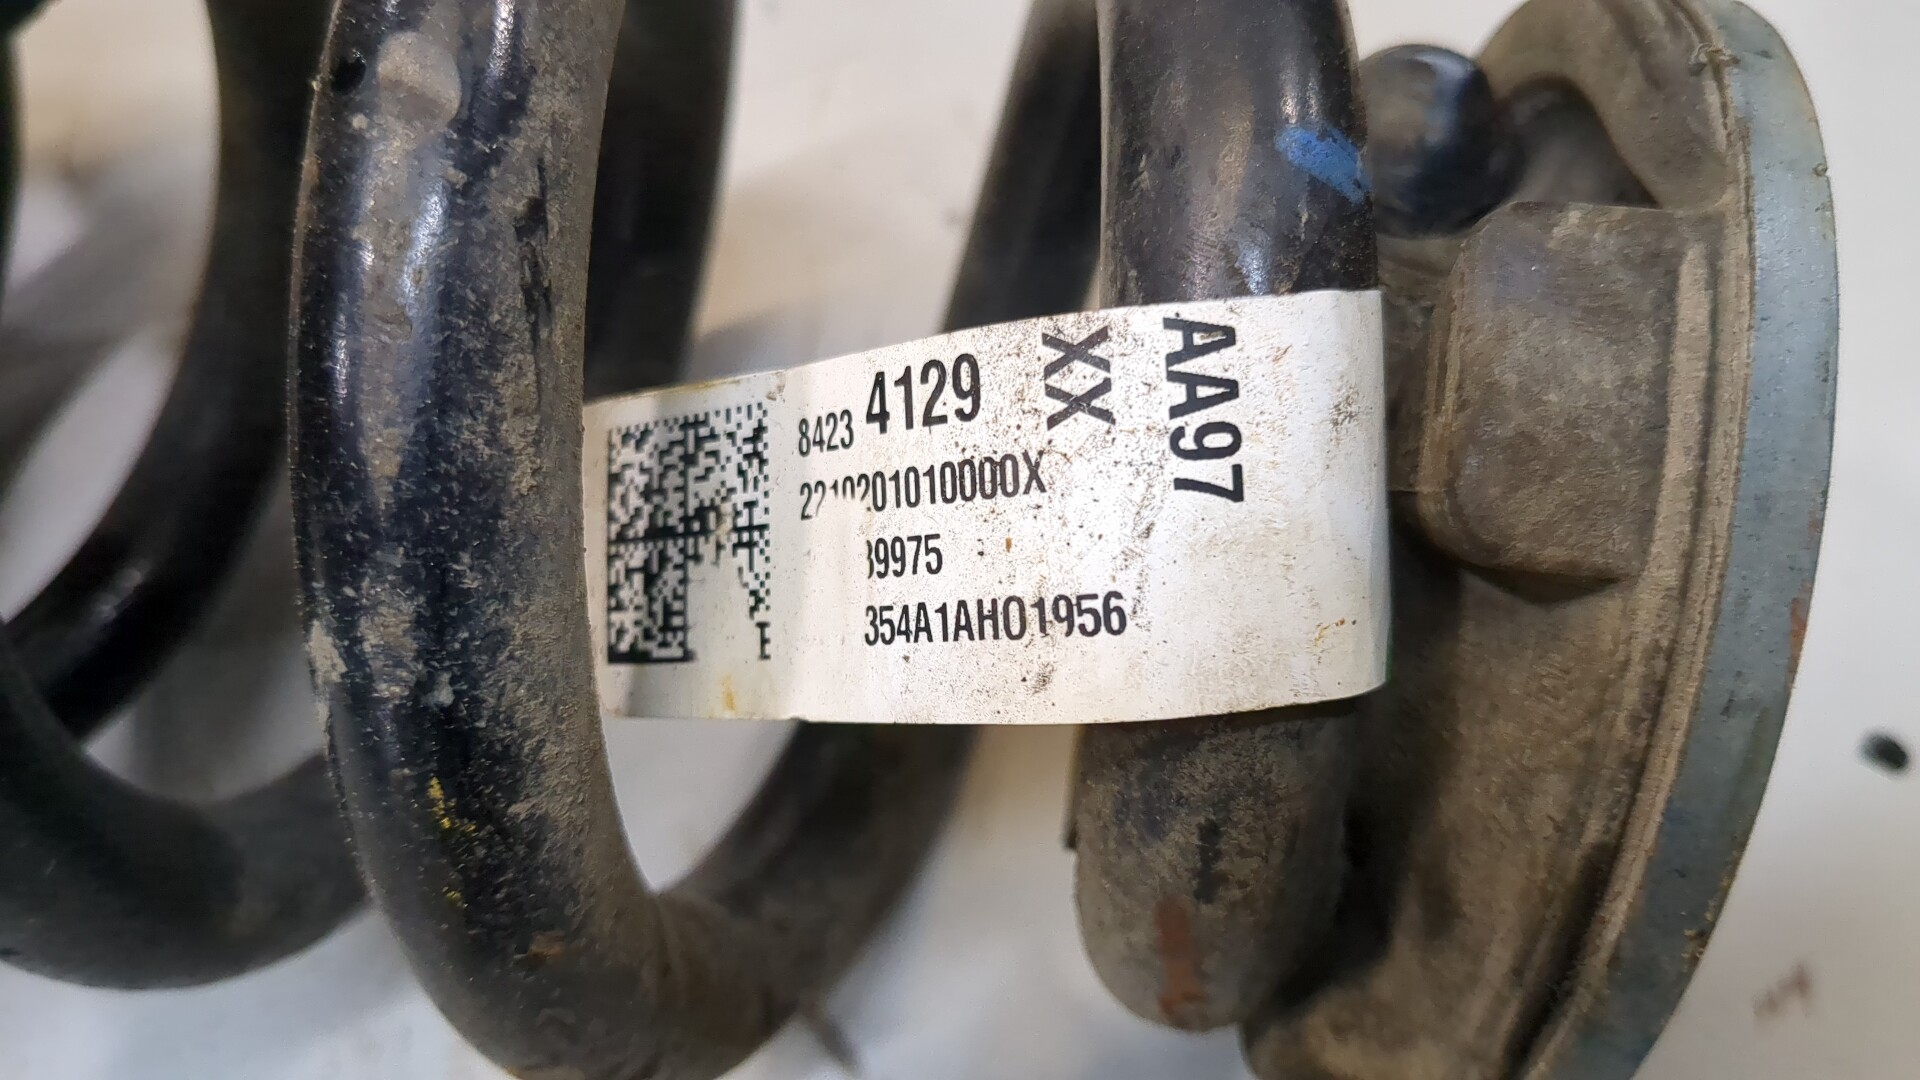 8423 4129 XX
AA97
2210201010000X
39975
354A1AH01956